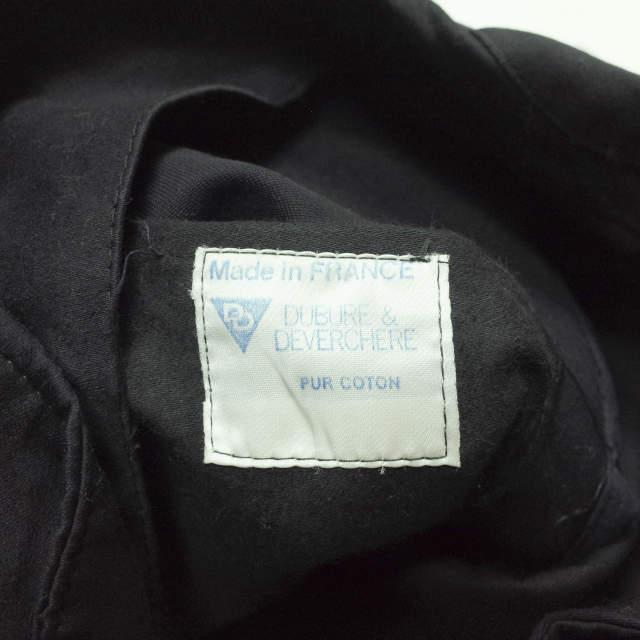 Made in FRANCE
DUBURE &
DEVERCHERE
PUR COTON